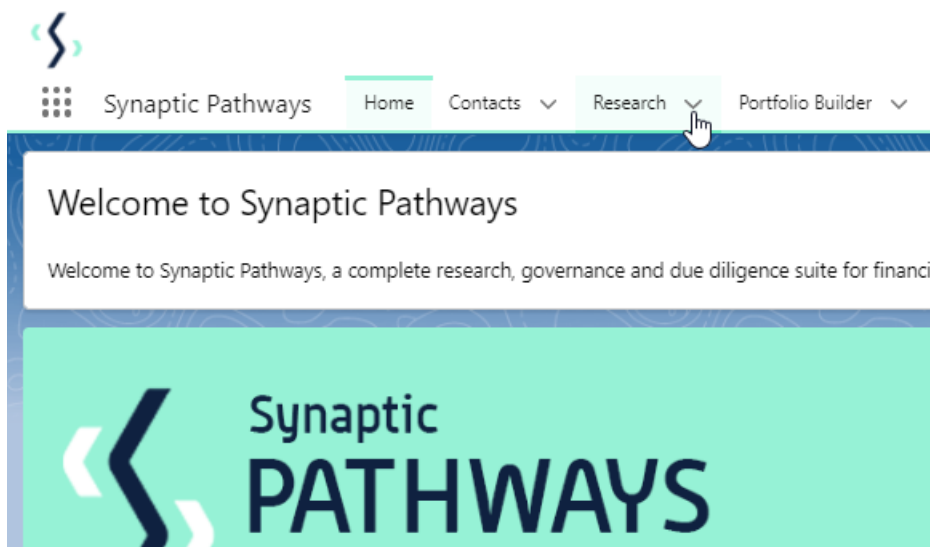 Synaptic Pathways Home Contacts Research Portfolio Builder
Welcome to Synaptic Pathways
Welcome to Synaptic Pathways, a complete research, governance and due diligence suite for financi
Synaptic
PATHWAYS